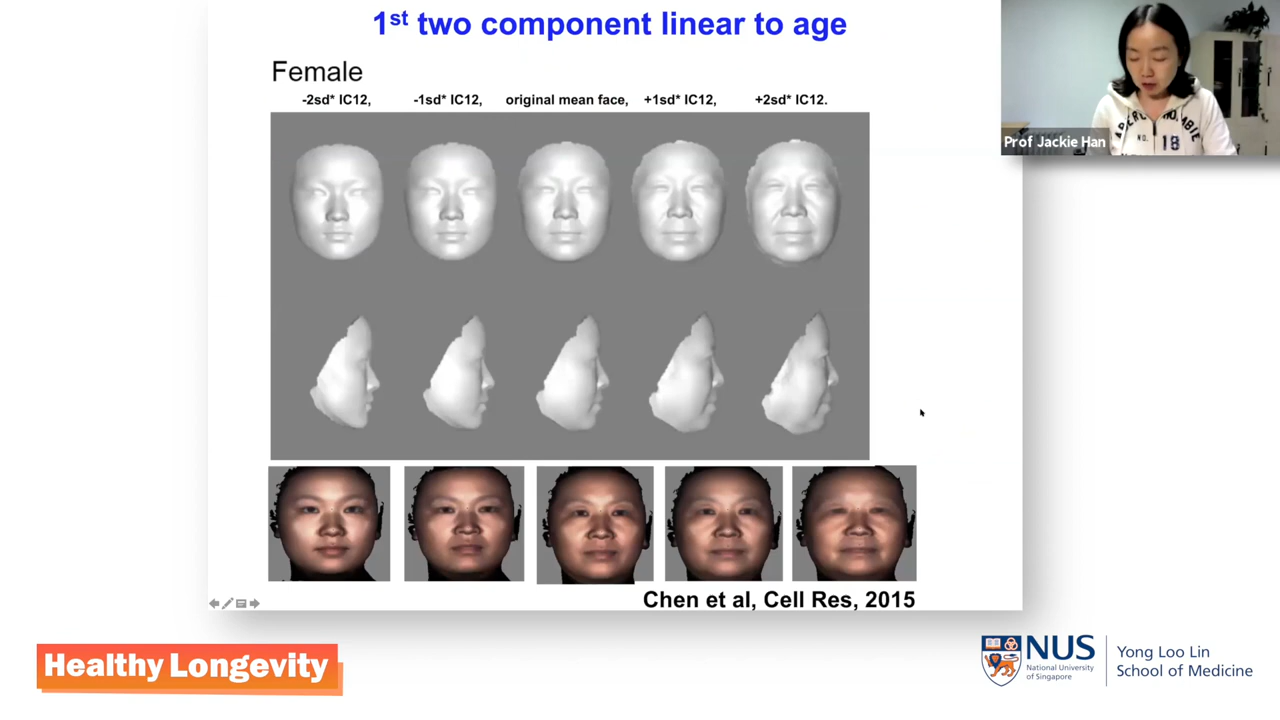 1st two component linear to age
Female
-2sd* IC12, -1sd* IC12, original mean face, +1sd* IC12, +2sd* IC12.
Prof Jackie Han
NO. 18
Chen et al, Cell Res, 2015
Healthy Longevity
NUS
National University
of Singapore
Yong Loo Lin
School of Medicine